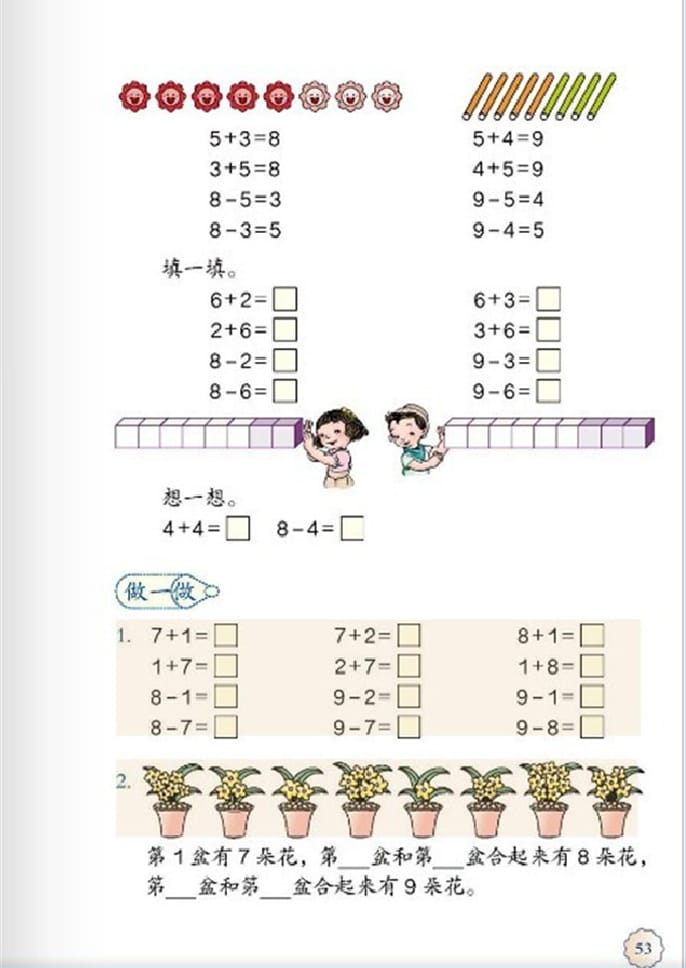 5+3=8 5+4=9
3+5=8 4+5=9
8-5=3 9-5=4
8-3=5 9-4=5
填一填。
6+2=□ 6+3=□
2+6=□ 3+6=□
8-2=□ 9-3=□
8-6=□ 9-6=□
想一想。
4+4=□ 8-4=□
做一做
1. 7+1=□ 7+2=□ 8+1=□
1+7=□ 2+7=□ 1+8=□
8-1=□ 9-2=□ 9-1=□
8-7=□ 9-7=□ 9-8=□
2.
第1盆有7朵花，第___盆和第___盆合起来有8朵花，
第___盆和第___盆合起来有9朵花。
53